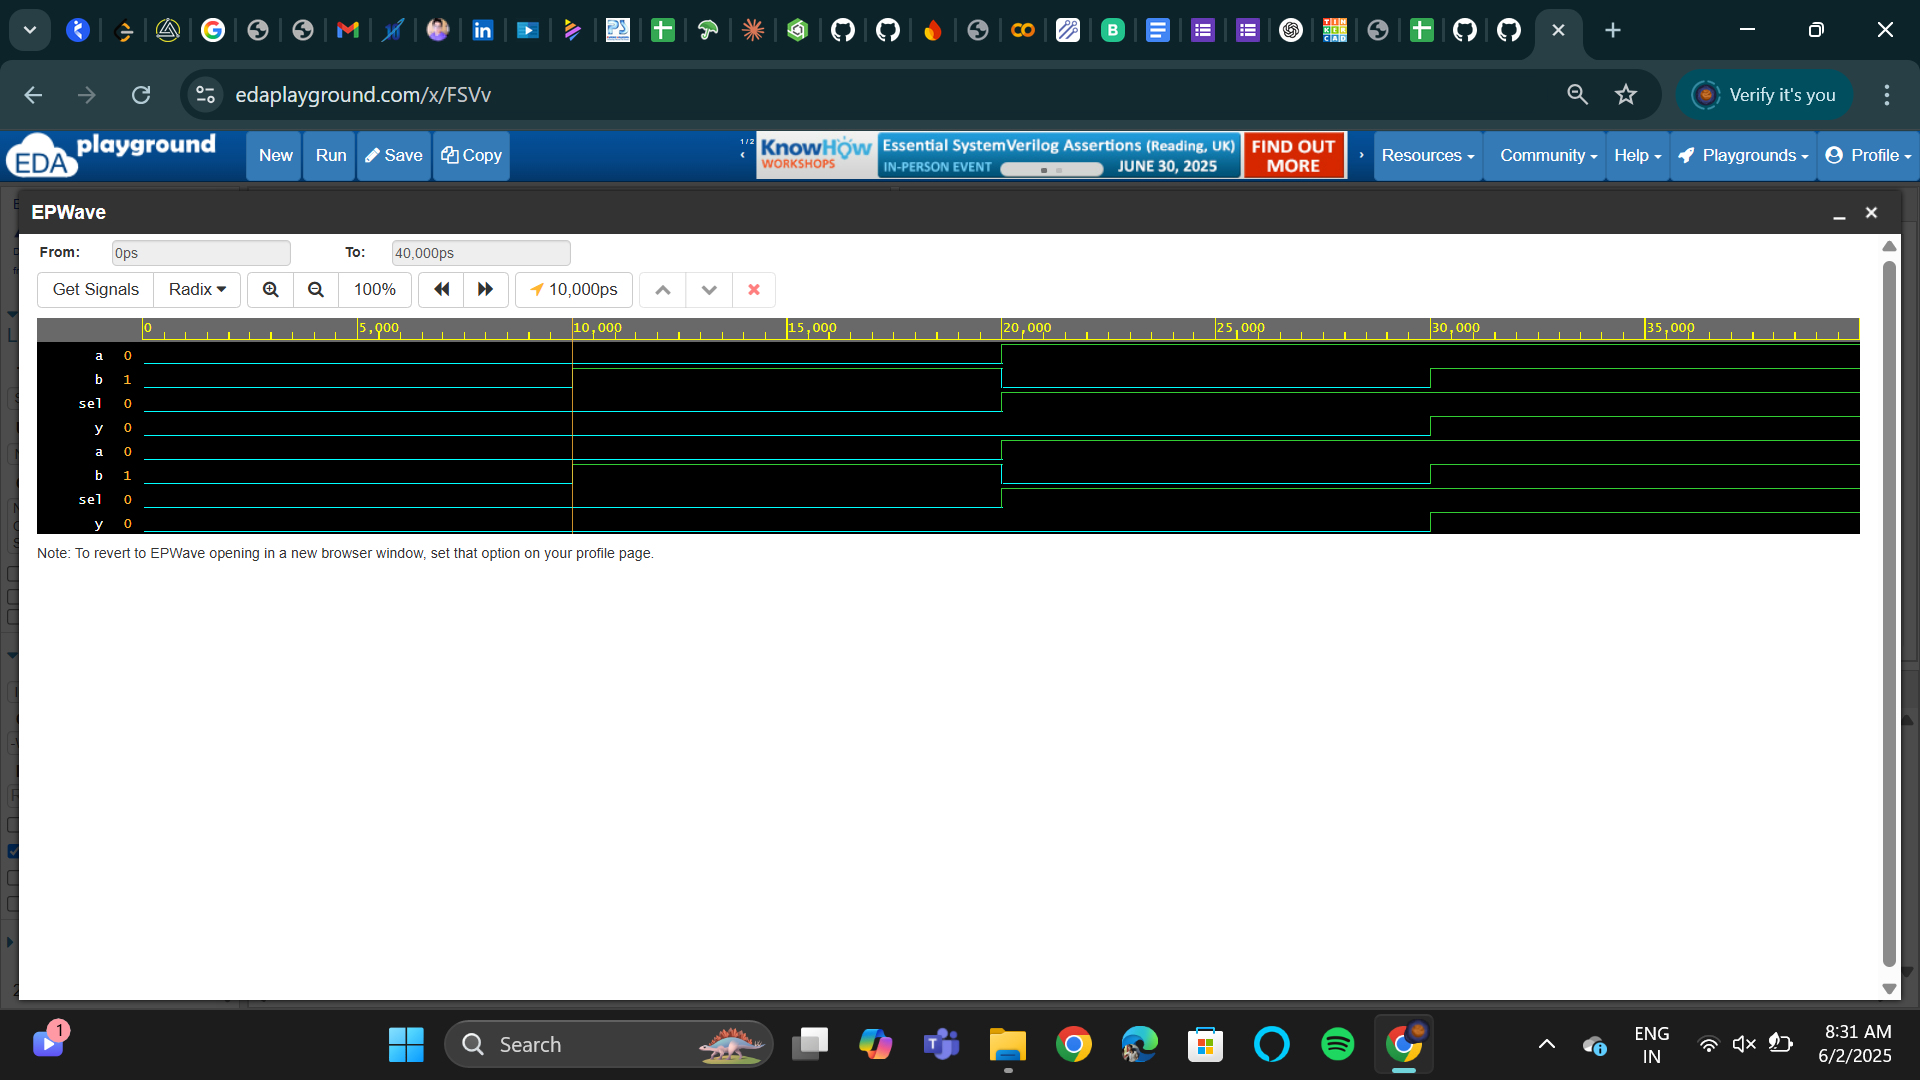 edaplayground.com/x/FSVv
Verify it's you
EDA playground
New
Run
Save
Copy
1/2
KnowHow
WORKSHOPS
Essential SystemVerilog Assertions (Reading, UK)
IN-PERSON EVENT
JUNE 30, 2025
FIND OUT
MORE
Resources
Community
Help
Playgrounds
Profile
EPWave
From:
0ps
To:
40,000ps
Get Signals
Radix
100%
10,000ps
0
5,000
10,000
15,000
20,000
25,000
30,000
35,000
a 0
b 1
sel 0
y 0
a 0
b 1
sel 0
y 0
Note: To revert to EPWave opening in a new browser window, set that option on your profile page.
1
Search
ENG
IN
8:31 AM
6/2/2025